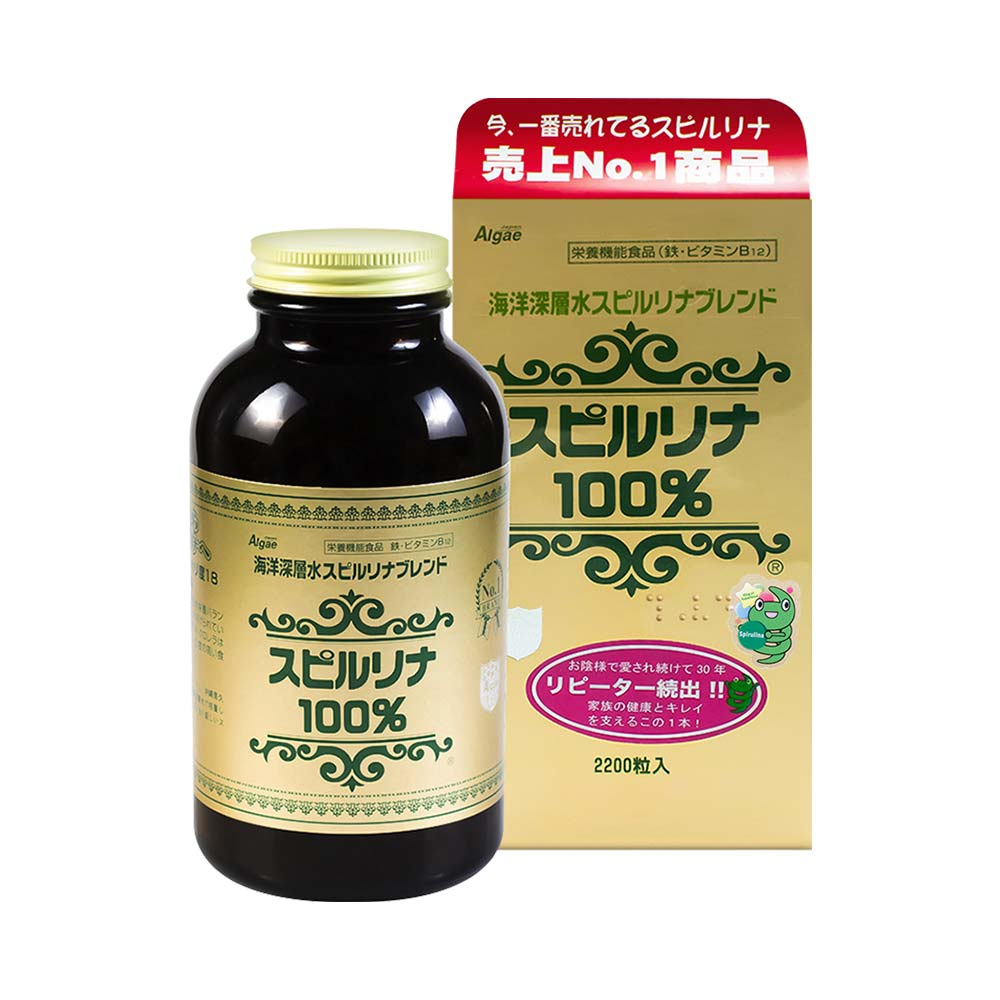 今、一番売れてるスピルリナ
売上No.1商品
JAPAN
Algae
栄養機能食品(鉄・ビタミンB12)
海洋深層水スピルリナブレンド
スピルリナ
100%
®
Spirulina
お陰様で愛され続けて30年
リピーター続出!!
家族の健康とキレイ
を支えるこの1本!
2200粒入
Algae
栄養機能食品 鉄・ビタミンB12
海洋深層水スピルリナブレンド
No.1
スピルリナ
100%
®